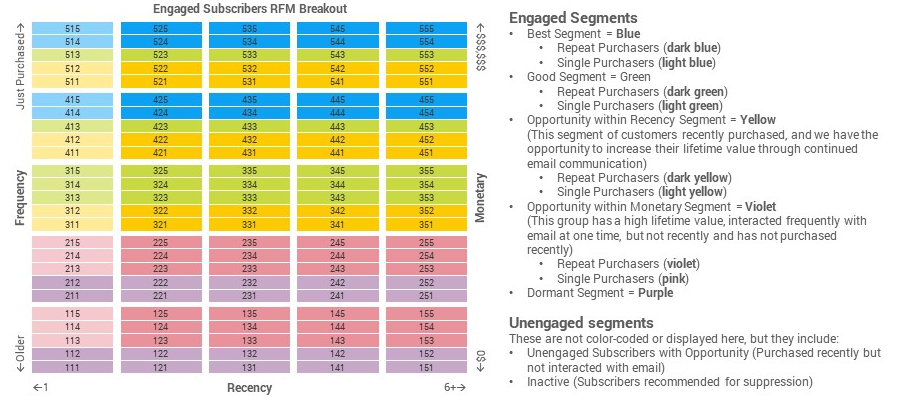 Engaged Subscribers RFM Breakout
Just Purchased→
←Older
Frequency
515 525 535 545 555
514 524 534 544 554
513 523 533 543 553
512 522 532 542 552
511 521 531 541 551
415 425 435 445 455
414 424 434 444 454
413 423 433 443 453
412 422 432 442 452
411 421 431 441 451
315 325 335 345 355
314 324 334 344 354
313 323 333 343 353
312 322 332 342 352
311 321 331 341 351
215 225 235 245 255
214 224 234 244 254
213 223 233 243 253
212 222 232 242 252
211 221 231 241 251
115 125 135 145 155
114 124 134 144 154
113 123 133 143 153
112 122 132 142 152
111 121 131 141 151
←1 Recency 6+→
$$$$$→
Monetary
←$0
Engaged Segments
• Best Segment = Blue
• Repeat Purchasers (dark blue)
• Single Purchasers (light blue)
• Good Segment = Green
• Repeat Purchasers (dark green)
• Single Purchasers (light green)
• Opportunity within Recency Segment = Yellow
(This segment of customers recently purchased, and we have the
opportunity to increase their lifetime value through continued
email communication)
• Repeat Purchasers (dark yellow)
• Single Purchasers (light yellow)
• Opportunity within Monetary Segment = Violet
(This group has a high lifetime value, interacted frequently with
email at one time, but not recently and has not purchased
recently)
• Repeat Purchasers (violet)
• Single Purchasers (pink)
• Dormant Segment = Purple
Unengaged segments
These are not color-coded or displayed here, but they include:
• Unengaged Subscribers with Opportunity (Purchased recently but
not interacted with email)
• Inactive (Subscribers recommended for suppression)